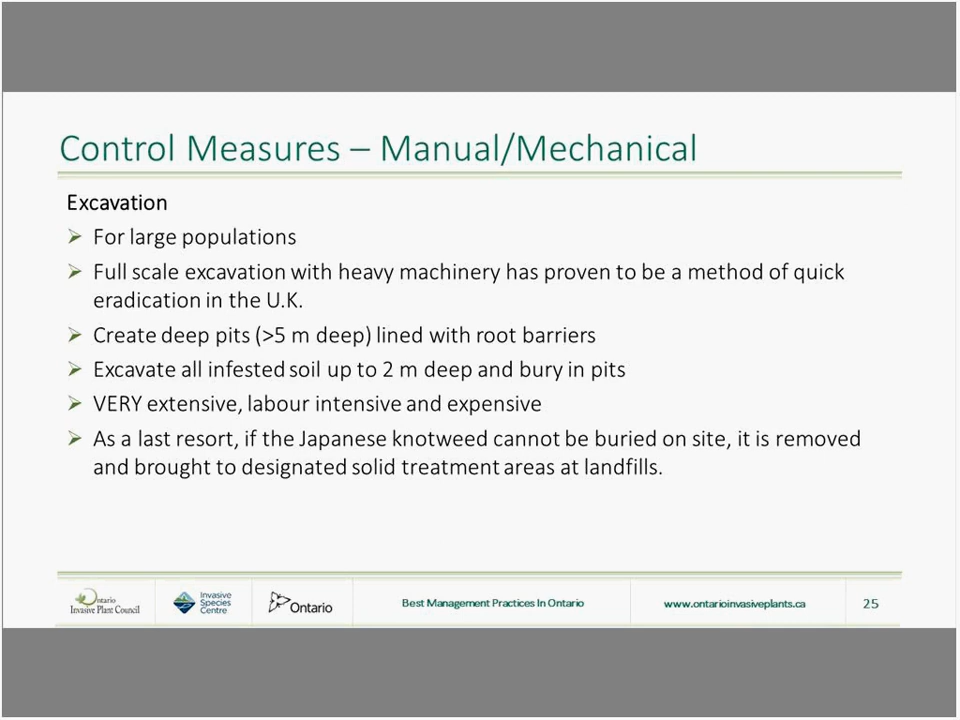 Control Measures – Manual/Mechanical
Excavation
➢ For large populations
➢ Full scale excavation with heavy machinery has proven to be a method of quick
eradication in the U.K.
➢ Create deep pits (>5 m deep) lined with root barriers
➢ Excavate all infested soil up to 2 m deep and bury in pits
➢ VERY extensive, labour intensive and expensive
➢ As a last resort, if the Japanese knotweed cannot be buried on site, it is removed
and brought to designated solid treatment areas at landfills.
Ontario
Invasive Plant Council
Invasive
Species
Centre
Ontario
Best Management Practices In Ontario
www.ontarioinvasiveplants.ca
25